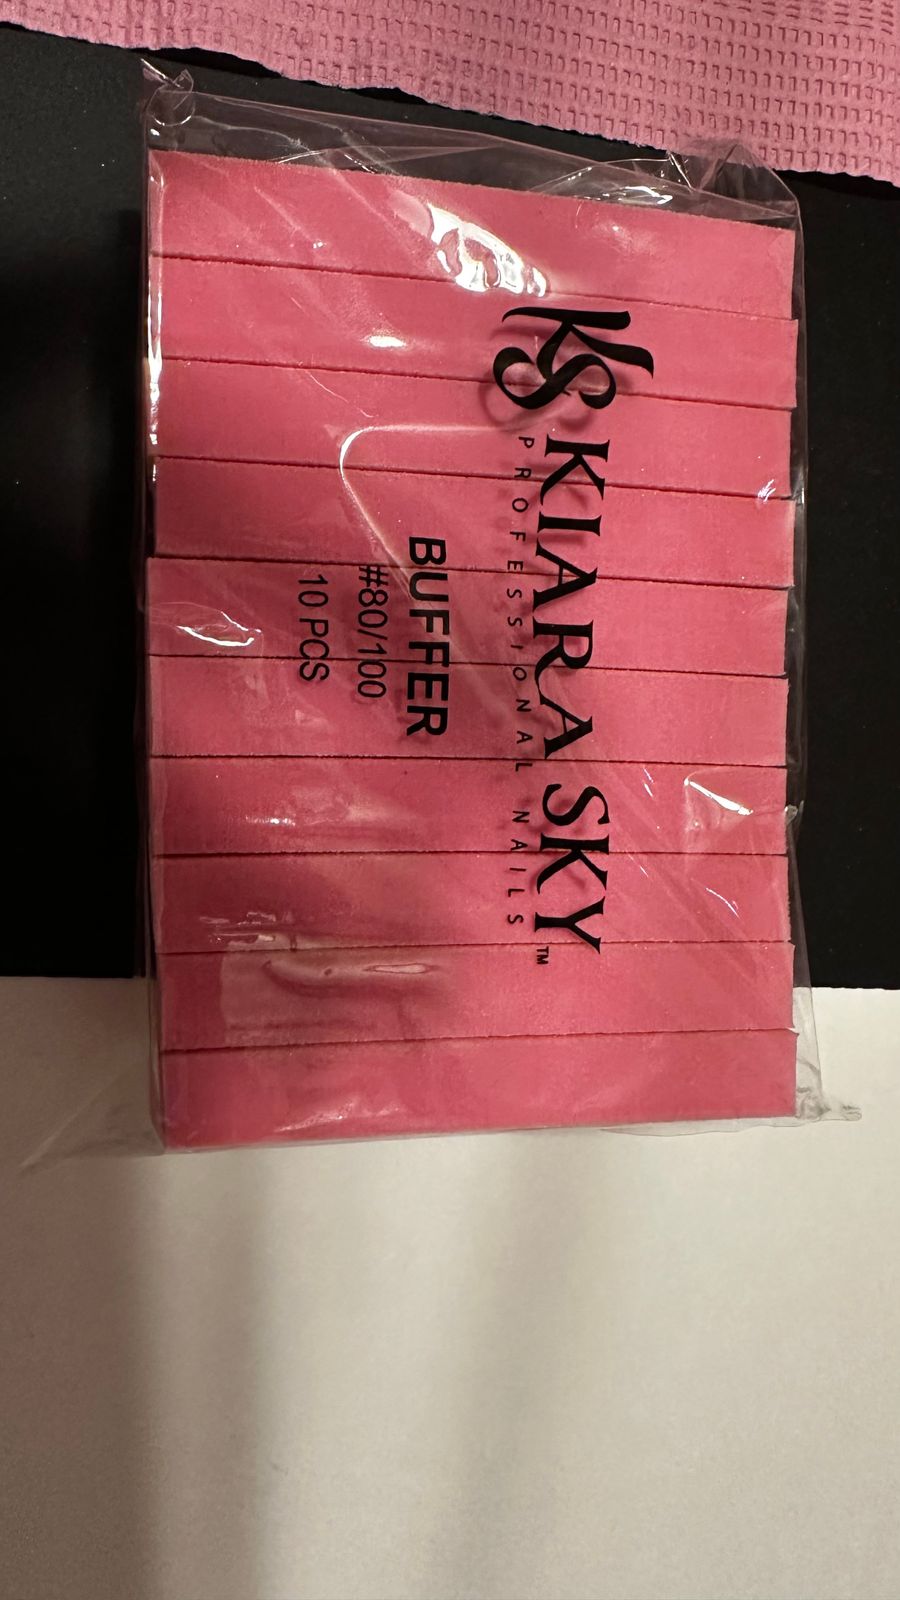 KS KIARA SKY™
PROFESSIONAL NAILS
BUFFER
#80/100
10 PCS